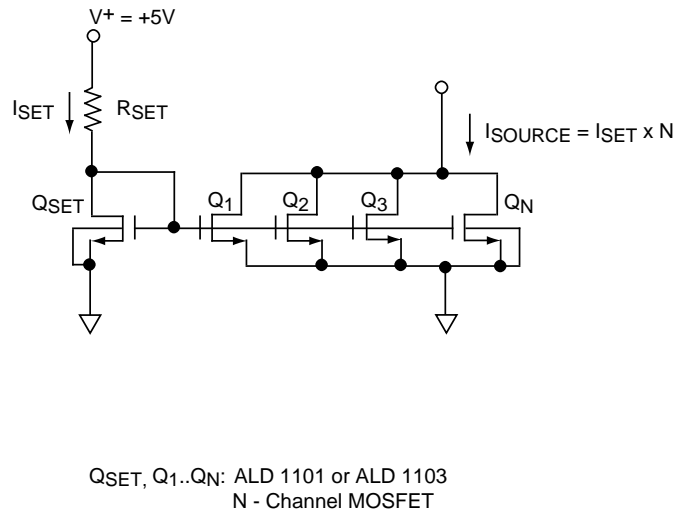 V+ = +5V
ISET
RSET
ISOURCE = ISET x N
QSET
Q1
Q2
Q3
QN
QSET, Q1..QN: ALD 1101 or ALD 1103
N - Channel MOSFET